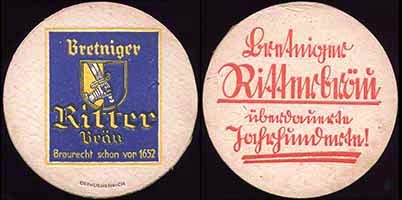 Bretniger
Ritter
Bräu
Braurecht schon vor 1652
Bretniger
Ritterbräu
überdauerte
Jahrhunderte!